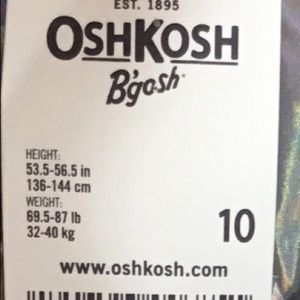 EST. 1895
OSHKOSH
B'gosh
HEIGHT:
53.5-56.5 in
136-144 cm
WEIGHT:
69.5-87 lb
32-40 kg
10
www.oshkosh.com